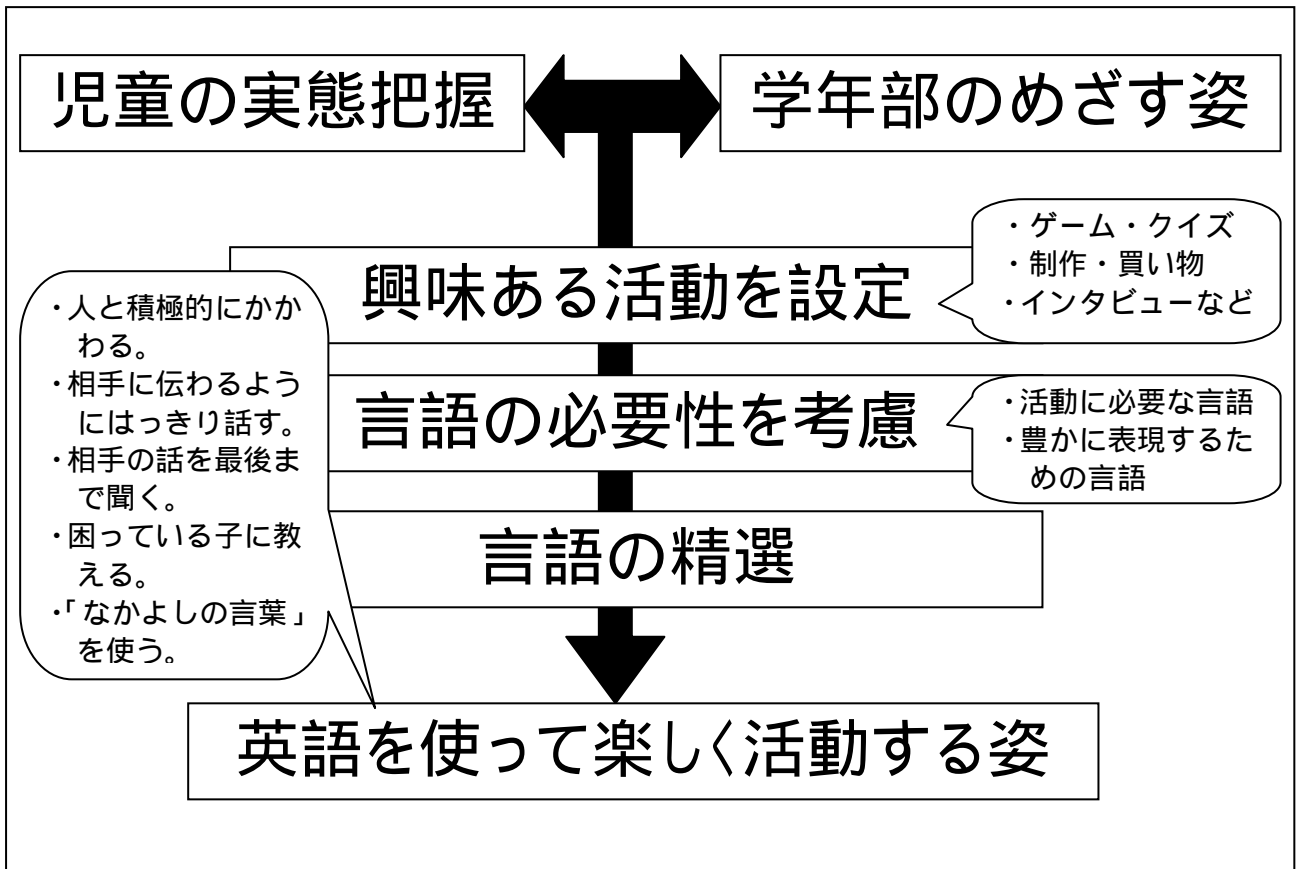 児童の実態把握
学年部のめざす姿
興味ある活動を設定
・ゲーム・クイズ
・制作・買い物
・インタビューなど
言語の必要性を考慮
・活動に必要な言語
・豊かに表現するた
めの言語
言語の精選
・人と積極的にかか
わる。
・相手に伝わるよう
にはっきり話す。
・相手の話を最後ま
で聞く。
・困っている子に教
える。
・「なかよしの言葉」
を使う。
英語を使って楽しく活動する姿